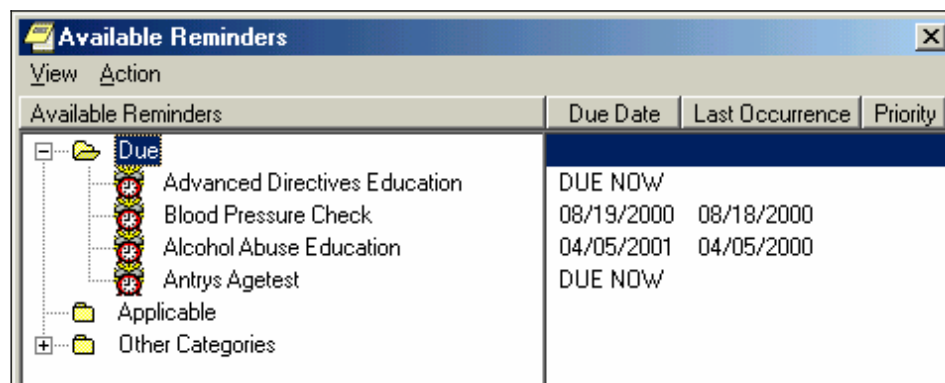 Available Reminders
View Action
Available Reminders Due Date Last Occurrence Priority
Due
Advanced Directives Education DUE NOW
Blood Pressure Check 08/19/2000 08/18/2000
Alcohol Abuse Education 04/05/2001 04/05/2000
Antrys Agetest DUE NOW
Applicable
Other Categories